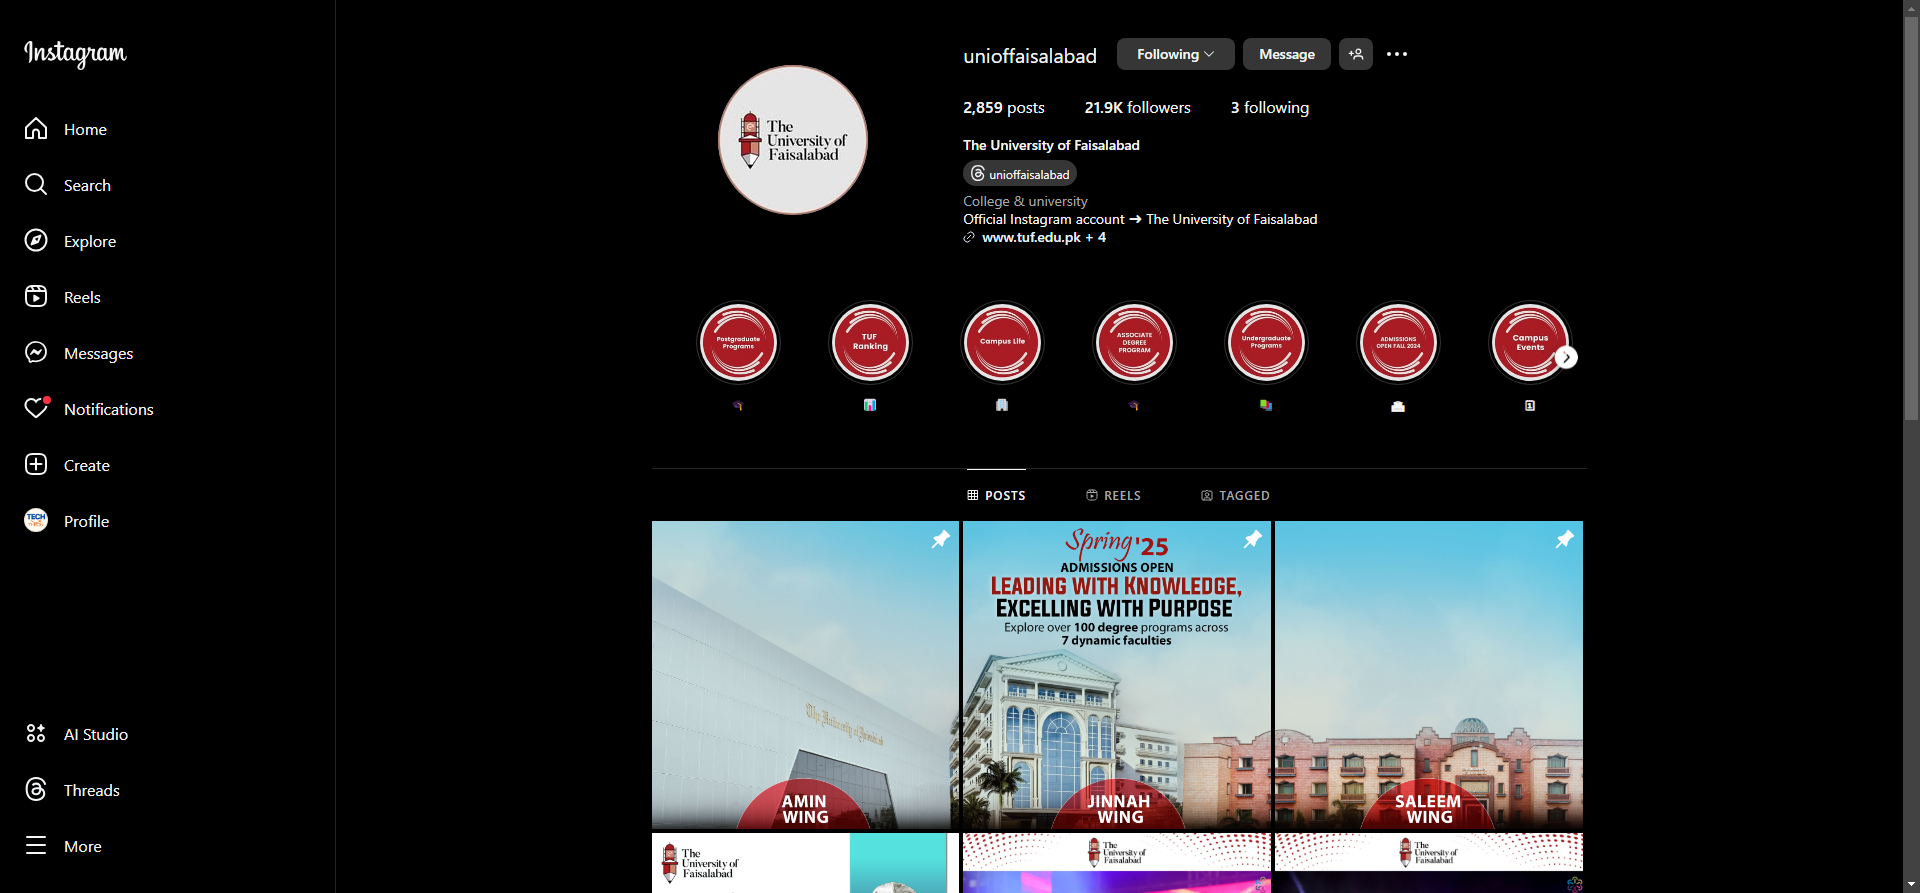 Instagram
Home
Search
Explore
Reels
Messages
Notifications
Create
TECH
Profile
AI Studio
Threads
More
unioffaisalabad
Following
Message
2,859 posts
21.9K followers
3 following
The
University of
Faisalabad
The University of Faisalabad
unioffaisalabad
College & university
Official Instagram account ➔ The University of Faisalabad
www.tuf.edu.pk + 4
Postgraduate
Programs
TUF
Ranking
Campus Life
ASSOCIATE
DEGREE
PROGRAM
Undergraduate
Programs
ADMISSIONS
OPEN FALL 2024
Campus
Events
POSTS
REELS
TAGGED
The University of Faisalabad
AMIN
WING
Spring '25
ADMISSIONS OPEN
LEADING WITH KNOWLEDGE,
EXCELLING WITH PURPOSE
Explore over 100 degree programs across
7 dynamic faculties
JINNAH
WING
SALEEM
WING
The
University of
Faisalabad
The
University of
Faisalabad
The
University of
Faisalabad